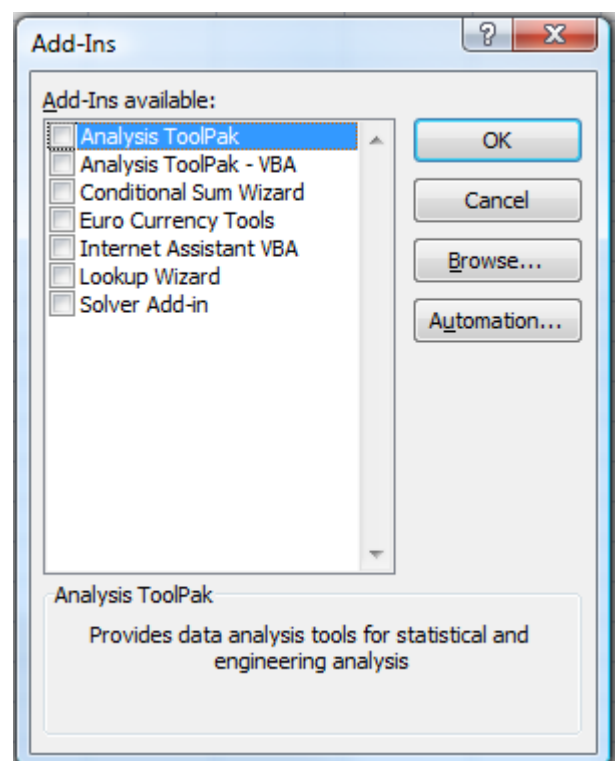 Add-Ins
?
X
Add-Ins available:
Analysis ToolPak
Analysis ToolPak - VBA
Conditional Sum Wizard
Euro Currency Tools
Internet Assistant VBA
Lookup Wizard
Solver Add-in
OK
Cancel
Browse...
Automation...
Analysis ToolPak
Provides data analysis tools for statistical and
engineering analysis